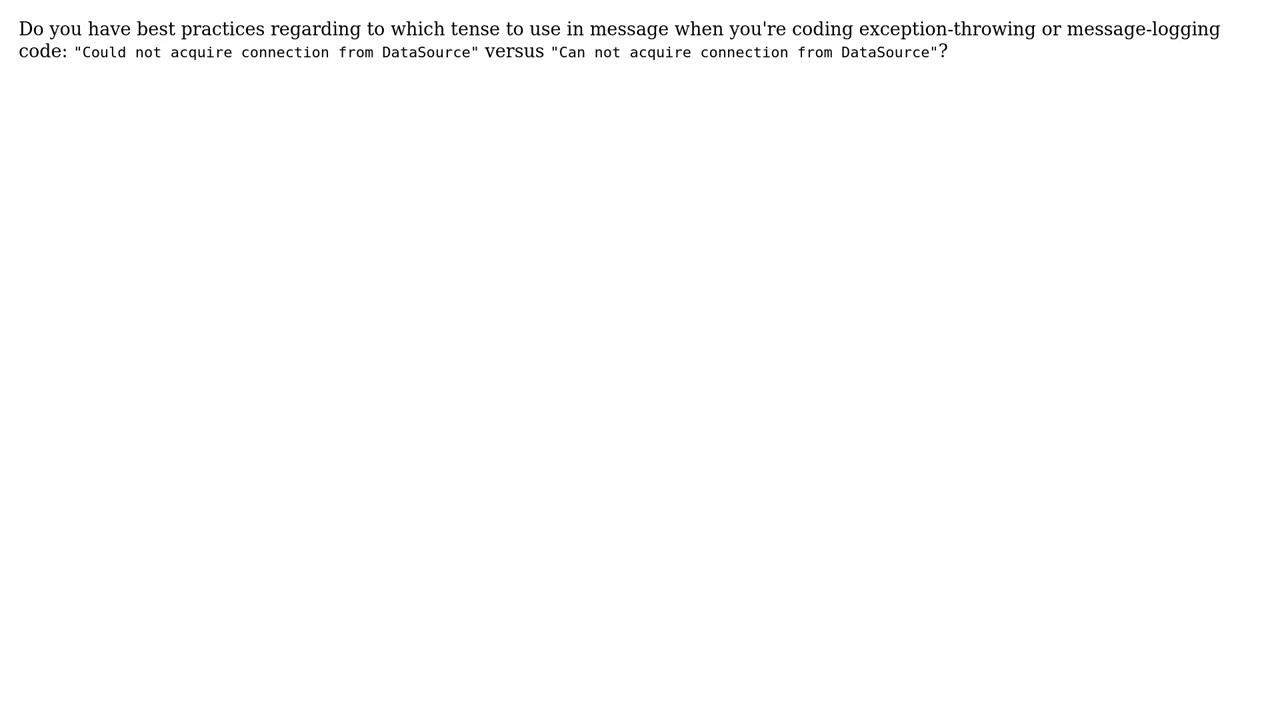 Do you have best practices regarding to which tense to use in message when you're coding exception-throwing or message-logging
code: "Could not acquire connection from DataSource" versus "Can not acquire connection from DataSource"?